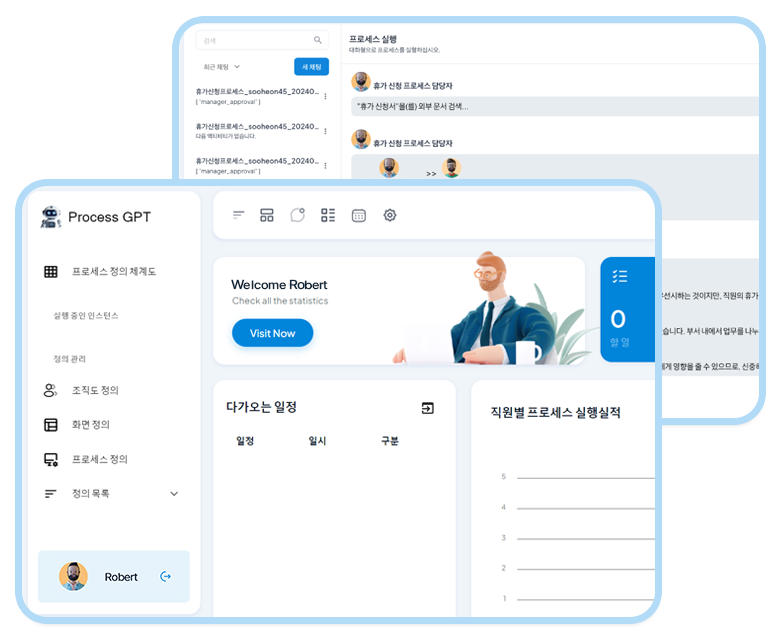 검색
최근 채팅
새 채팅
휴가신청프로세스_sooheon45_20240...
[ 'manager_approval' ]
휴가신청프로세스_sooheon45_20240...
다음 액티비티가 없습니다.
휴가신청프로세스_sooheon45_20240...
[ 'manager_approval' ]
프로세스 실행
대화형으로 프로세스를 실행하십시오.
휴가 신청 프로세스 담당자
"휴가 신청서"을(를) 외부 문서 검색...
휴가 신청 프로세스 담당자
>>
우선시하는 것이지만, 직원의 휴가
습니다. 부서 내에서 업무를 나누
에게 영향을 줄 수 있으므로, 신중하
Process GPT
프로세스 정의 체계도
실행 중인 인스턴스
정의 관리
조직도 정의
화면 정의
프로세스 정의
정의 목록
Robert
Welcome Robert
Check all the statistics
Visit Now
0
할 일
다가오는 일정
일정 일시 구분
직원별 프로세스 실행실적
5
4
3
2
1